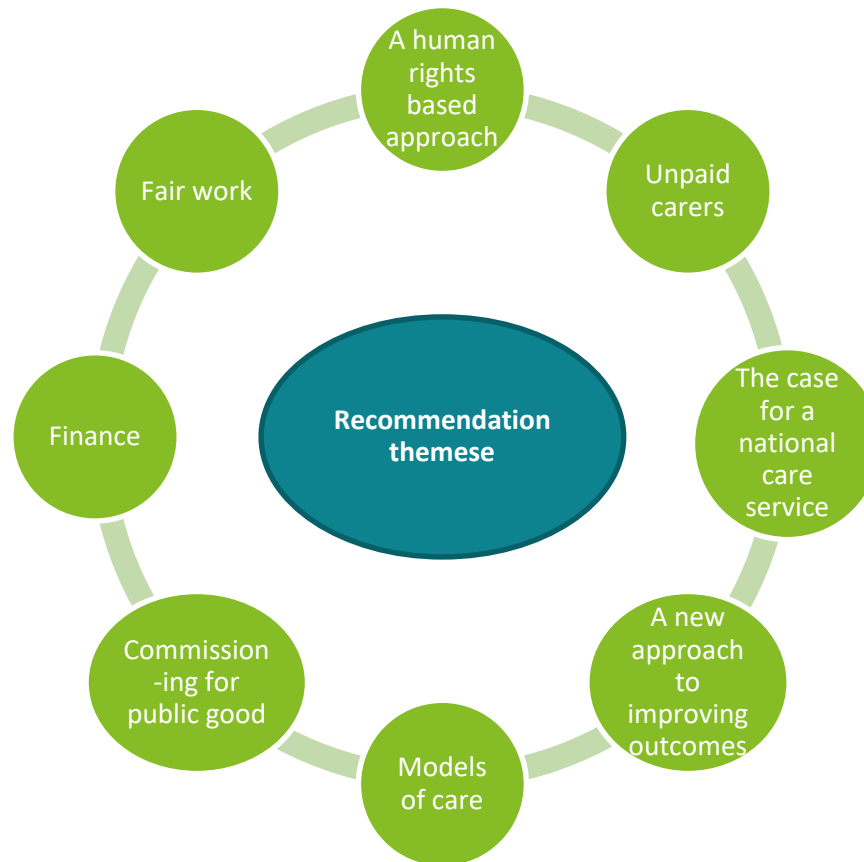 A human
rights
based
approach
Unpaid
carers
The case
for a
national
care
service
A new
approach
to
improving
outcomes
Models
of care
Commission
-ing for
public good
Finance
Fair work
Recommendation
themese